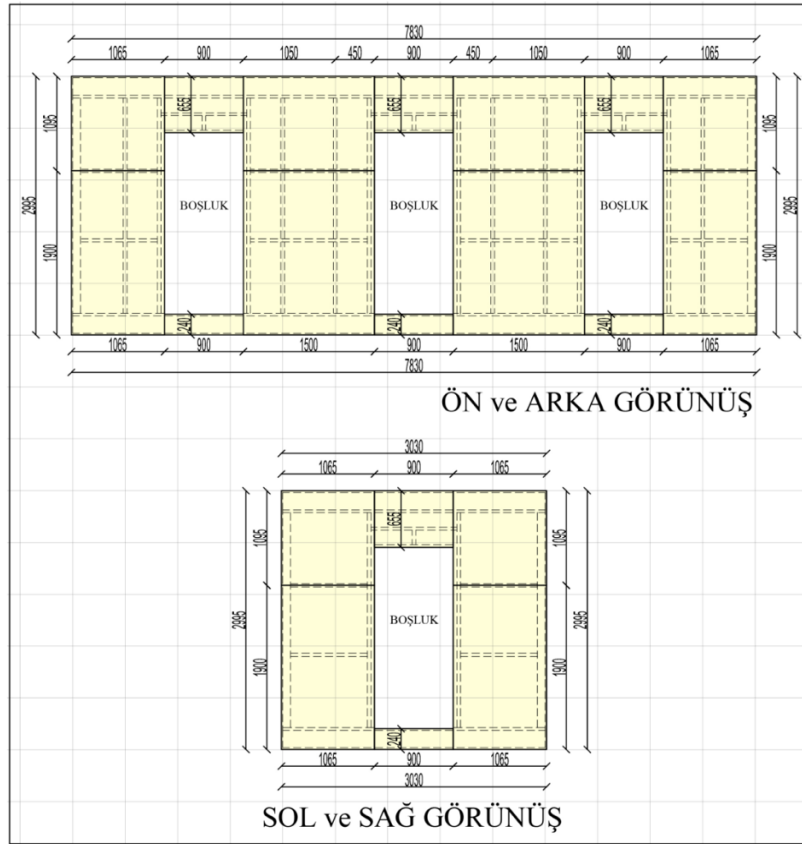 7830
1065 900 1050 450 900 450 1050 900 1065
655 655 655
1095 1095
2995 2995
BOŞLUK BOŞLUK BOŞLUK
1900 1900
240 240 240
1065 900 1500 900 1500 900 1065
7830
ÖN ve ARKA GÖRÜNÜŞ
3030
1065 900 1065
655
1095 1095
2995 2995
BOŞLUK
1900 1900
240
1065 900 1065
3030
SOL ve SAĞ GÖRÜNÜŞ